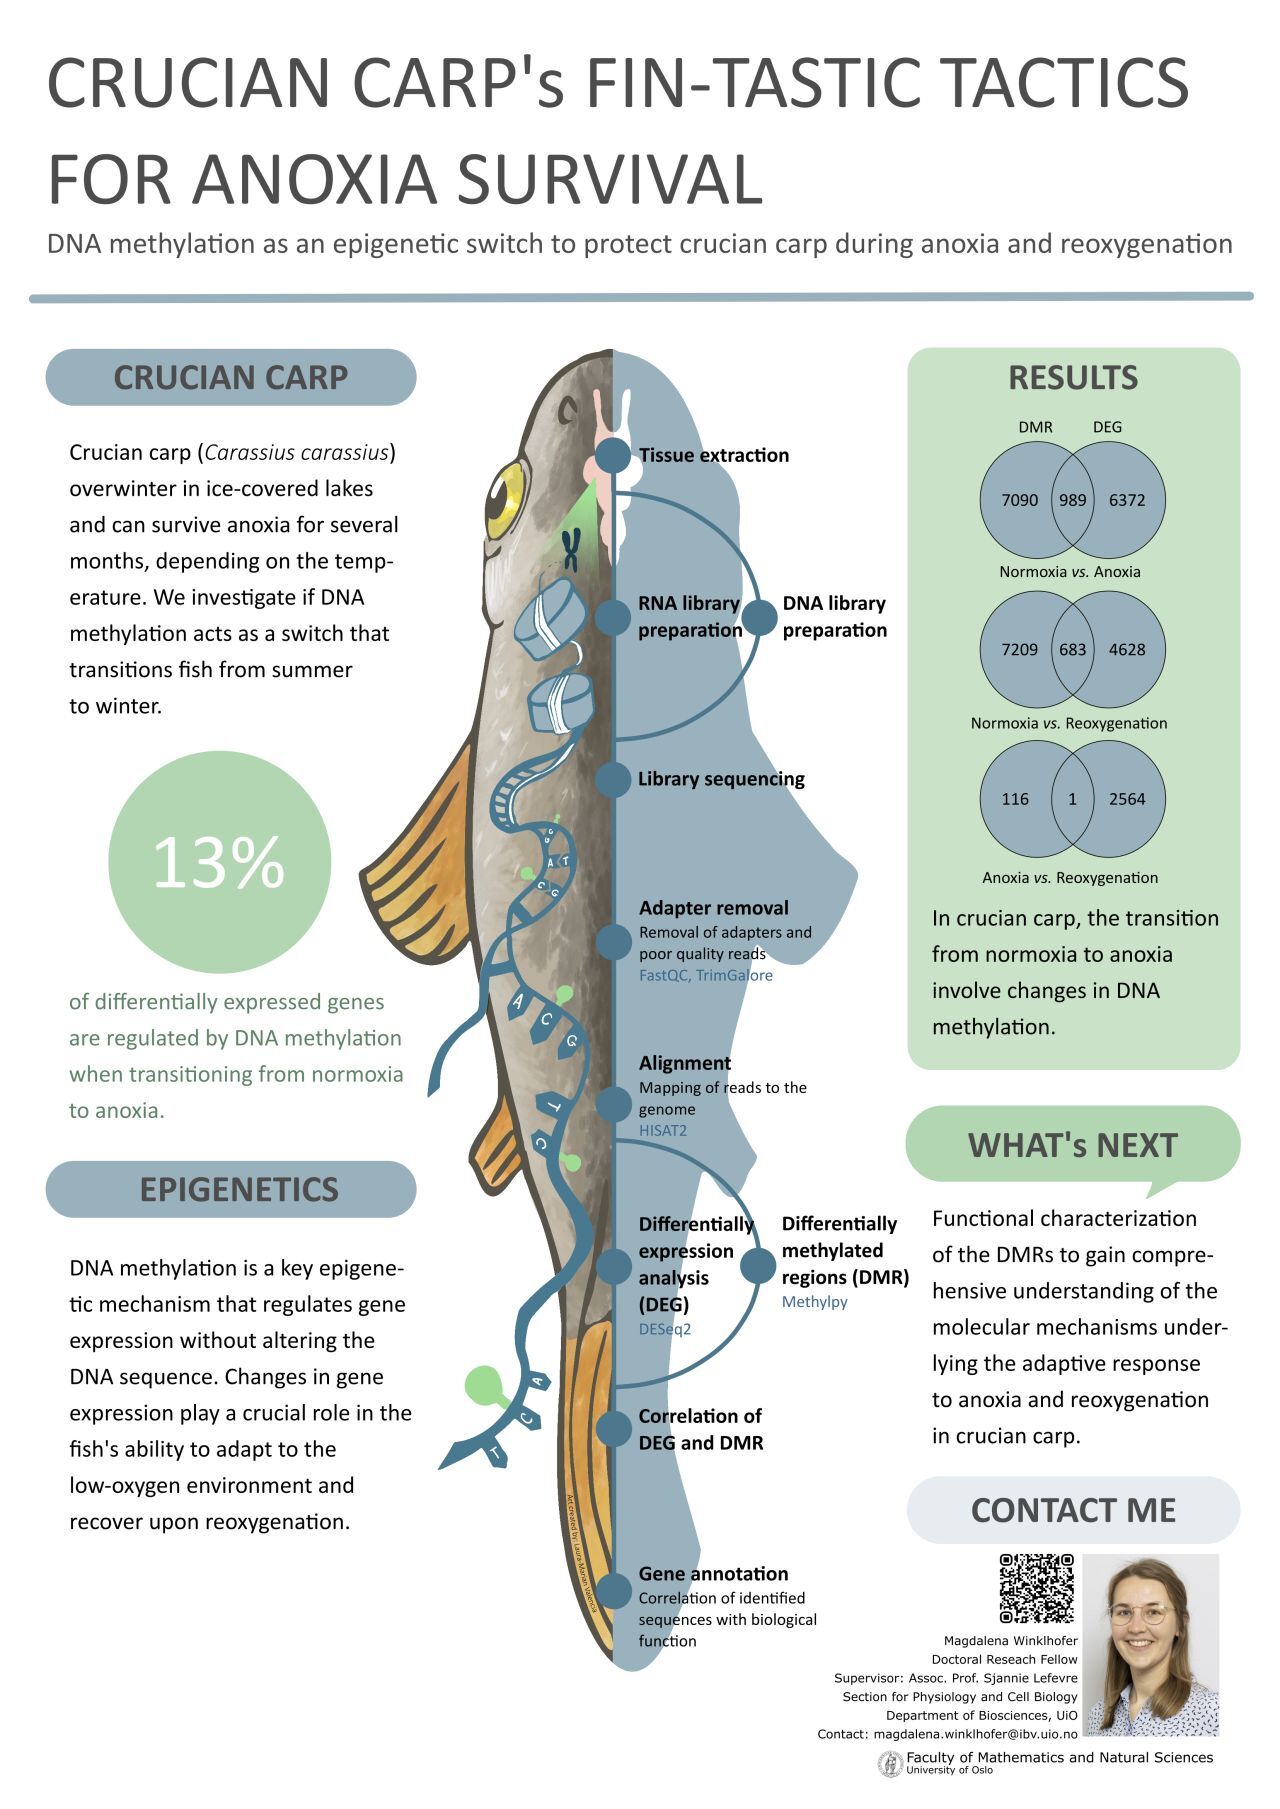 CRUCIAN CARP's FIN-TASTIC TACTICS
FOR ANOXIA SURVIVAL
DNA methylation as an epigenetic switch to protect crucian carp during anoxia and reoxygenation
CRUCIAN CARP
Crucian carp (Carassius carassius)
overwinter in ice-covered lakes
and can survive anoxia for several
months, depending on the temp-
erature. We investigate if DNA
methylation acts as a switch that
transitions fish from summer
to winter.
13%
of differentially expressed genes
are regulated by DNA methylation
when transitioning from normoxia
to anoxia.
EPIGENETICS
DNA methylation is a key epigene-
tic mechanism that regulates gene
expression without altering the
DNA sequence. Changes in gene
expression play a crucial role in the
fish's ability to adapt to the
low-oxygen environment and
recover upon reoxygenation.
Tissue extraction
RNA library
preparation
DNA library
preparation
Library sequencing
Adapter removal
Removal of adapters and
poor quality reads
FastQC, TrimGalore
Alignment
Mapping of reads to the
genome
HISAT2
Differentially
expression
analysis
(DEG)
DESeq2
Differentially
methylated
regions (DMR)
Methylpy
Correlation of
DEG and DMR
Gene annotation
Correlation of identified
sequences with biological
function
A T
C G
A
C
G
T
C
A
C
T
Art created by: Laura-Marian Valencia
RESULTS
DMR DEG
7090 989 6372
Normoxia vs. Anoxia
7209 683 4628
Normoxia vs. Reoxygenation
116 1 2564
Anoxia vs. Reoxygenation
In crucian carp, the transition
from normoxia to anoxia
involve changes in DNA
methylation.
WHAT's NEXT
Functional characterization
of the DMRs to gain compre-
hensive understanding of the
molecular mechanisms under-
lying the adaptive response
to anoxia and reoxygenation
in crucian carp.
CONTACT ME
Magdalena Winklhofer
Doctoral Reseach Fellow
Supervisor: Assoc. Prof. Sjannie Lefevre
Section for Physiology and Cell Biology
Department of Biosciences, UiO
Contact: magdalena.winklhofer@ibv.uio.no
Faculty of Mathematics and Natural Sciences
University of Oslo